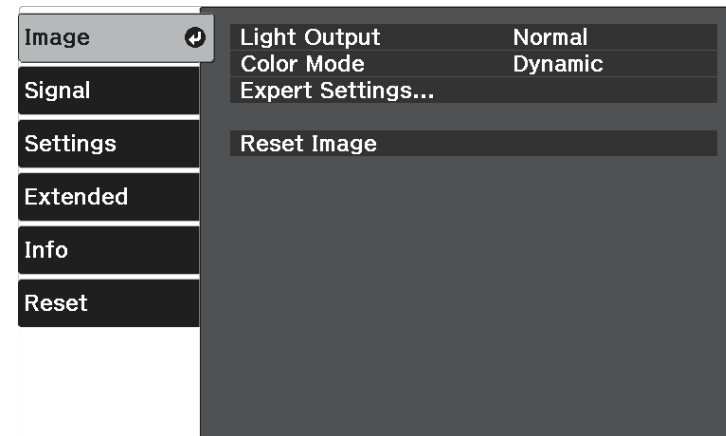 Image
Signal
Settings
Extended
Info
Reset
Light Output Normal
Color Mode Dynamic
Expert Settings...
Reset Image